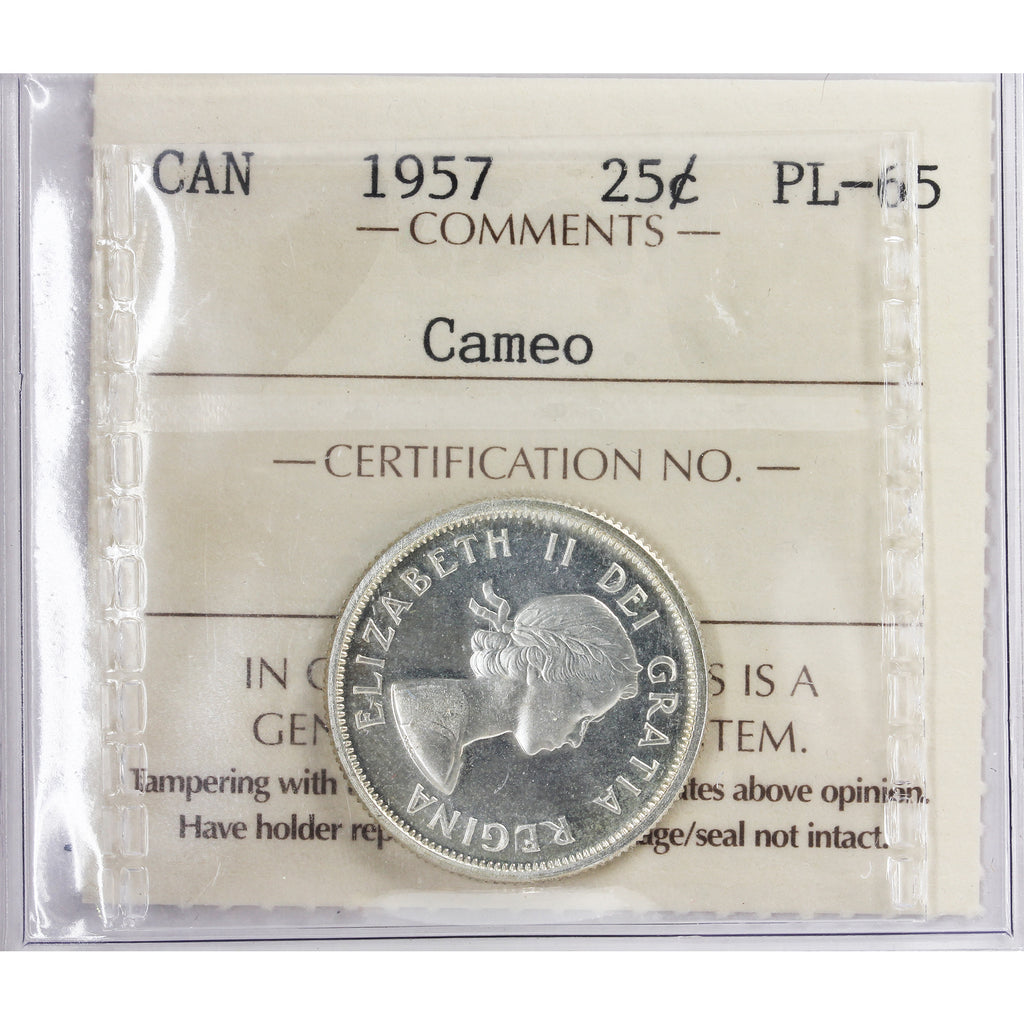 CAN 1957 25¢ PL-65
— COMMENTS —
Cameo
— CERTIFICATION NO. —
ELIZABETH II DEI GRATIA REGINA
IN S IS A
GEN TEM.
Tampering with ates above opinion.
Have holder rep age/seal not intact.